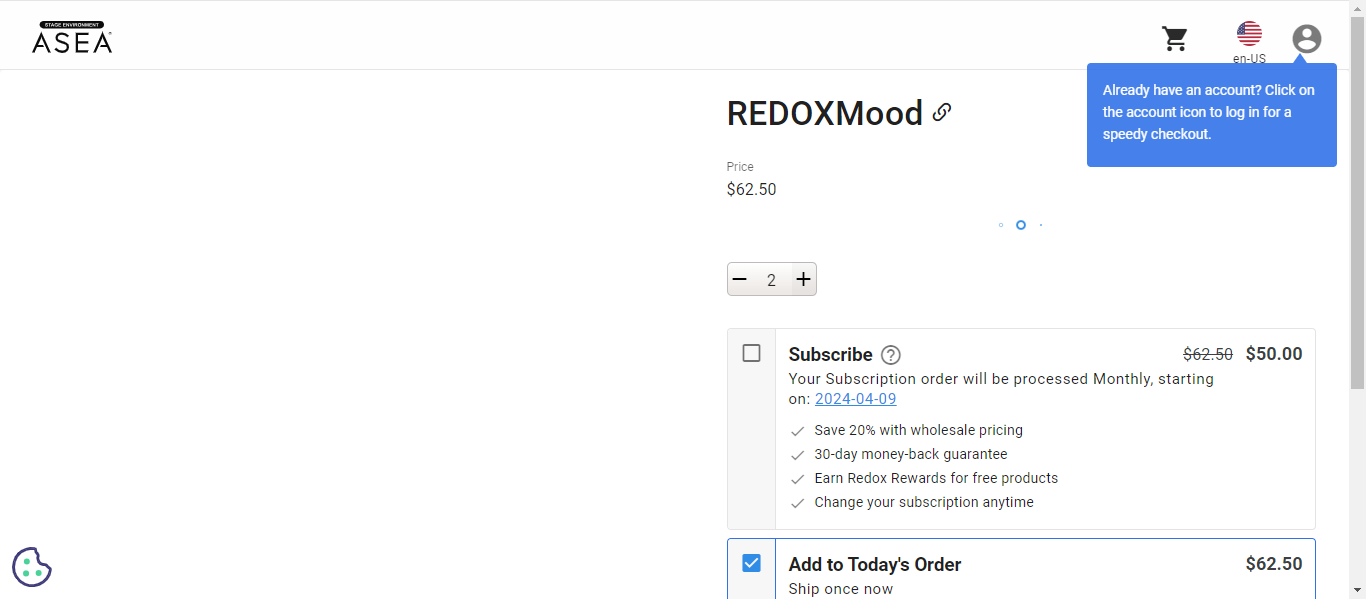 STAGE ENVIRONMENT
ASEA
en-US
Already have an account? Click on
the account icon to log in for a
speedy checkout.
REDOXMood
Price
$62.50
2
Subscribe
$62.50 $50.00
Your Subscription order will be processed Monthly, starting
on: 2024-04-09
Save 20% with wholesale pricing
30-day money-back guarantee
Earn Redox Rewards for free products
Change your subscription anytime
Add to Today's Order
$62.50
Ship once now